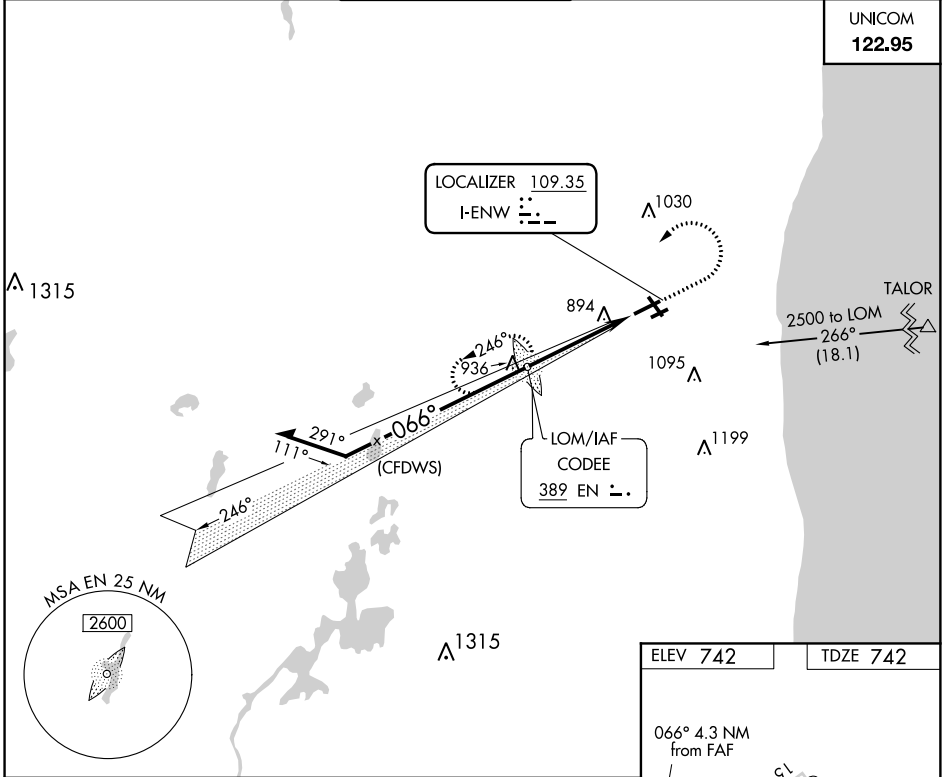 UNICOM
122.95
LOCALIZER 109.35
I-ENW
1030
1315
894
TALOR
2500 to LOM
266°
(18.1)
246°
936
1095
066°
291°
111°
(CFDWS)
LOM/IAF
CODEE
389 EN
1199
246°
MSA EN 25 NM
2600
1315
ELEV 742
TDZE 742
066° 4.3 NM
from FAF
15